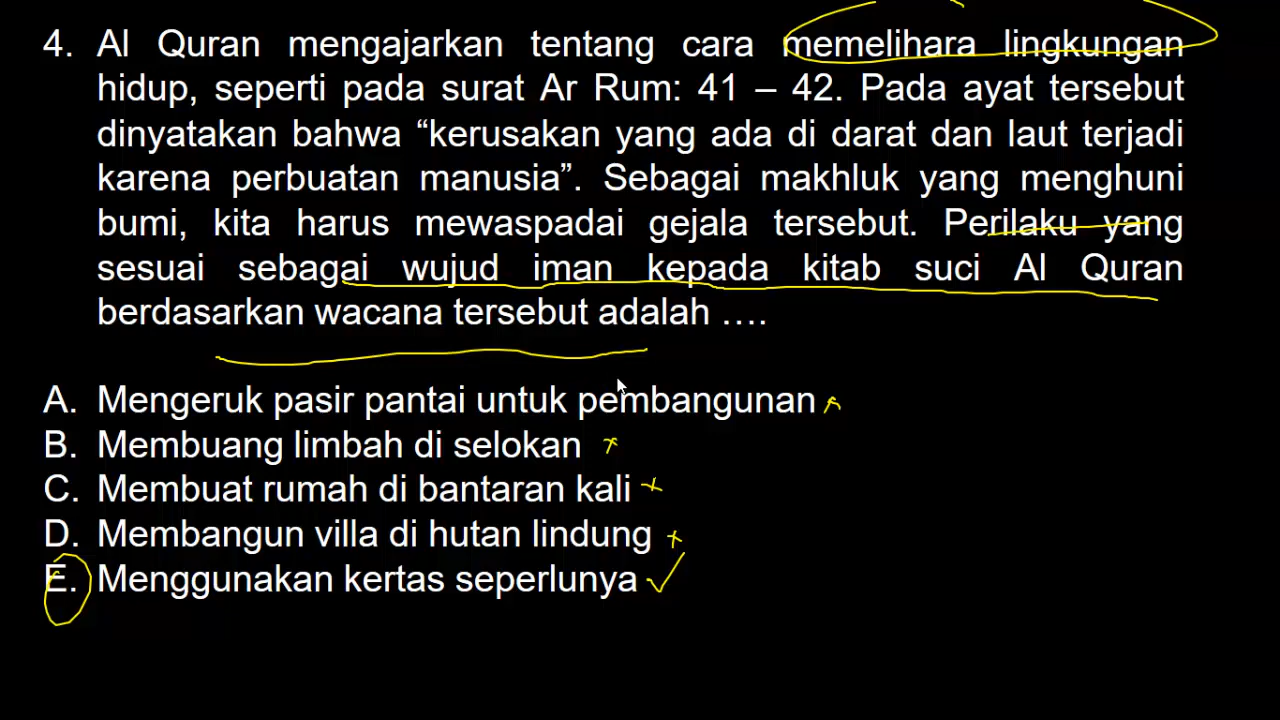 4. Al Quran mengajarkan tentang cara memelihara lingkungan
hidup, seperti pada surat Ar Rum: 41 – 42. Pada ayat tersebut
dinyatakan bahwa “kerusakan yang ada di darat dan laut terjadi
karena perbuatan manusia”. Sebagai makhluk yang menghuni
bumi, kita harus mewaspadai gejala tersebut. Perilaku yang
sesuai sebagai wujud iman kepada kitab suci Al Quran
berdasarkan wacana tersebut adalah ….
A. Mengeruk pasir pantai untuk pembangunan
B. Membuang limbah di selokan
C. Membuat rumah di bantaran kali
D. Membangun villa di hutan lindung
E. Menggunakan kertas seperlunya